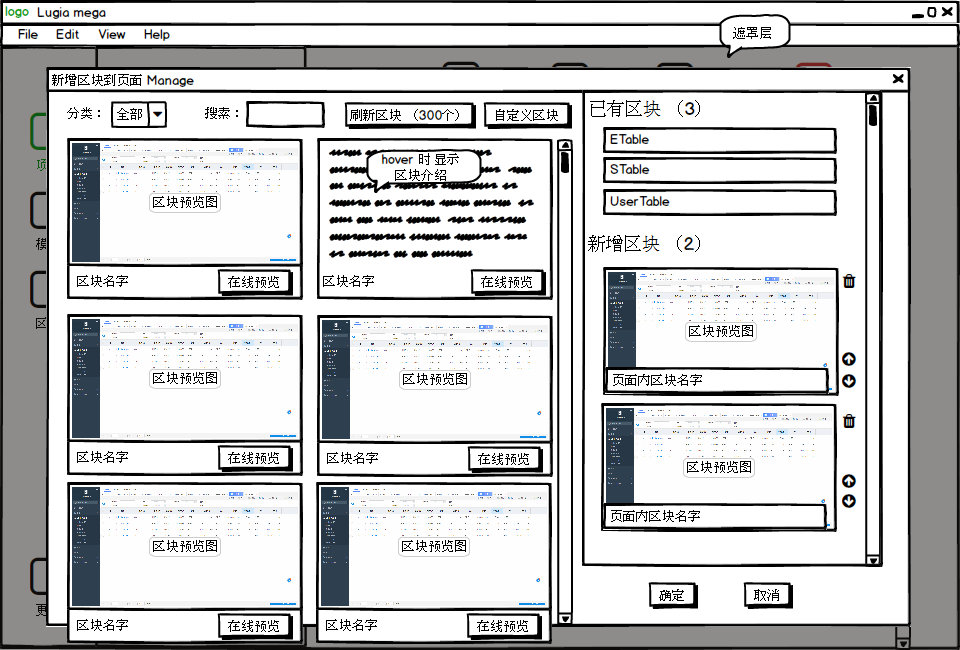 logo Lugia mega
File Edit View Help
遮罩层
新增区块到页面 Manage
分类： 全部 搜索： 刷新区块 （300个） 自定义区块
区块预览图
区块名字 在线预览
hover 时 显示
区块介绍
区块名字 在线预览
区块预览图
区块名字 在线预览
区块预览图
区块名字 在线预览
区块预览图
区块名字 在线预览
区块预览图
区块名字 在线预览
已有区块 （3）
ETable
STable
UserTable
新增区块 （2）
区块预览图
页面内区块名字
区块预览图
页面内区块名字
确定 取消